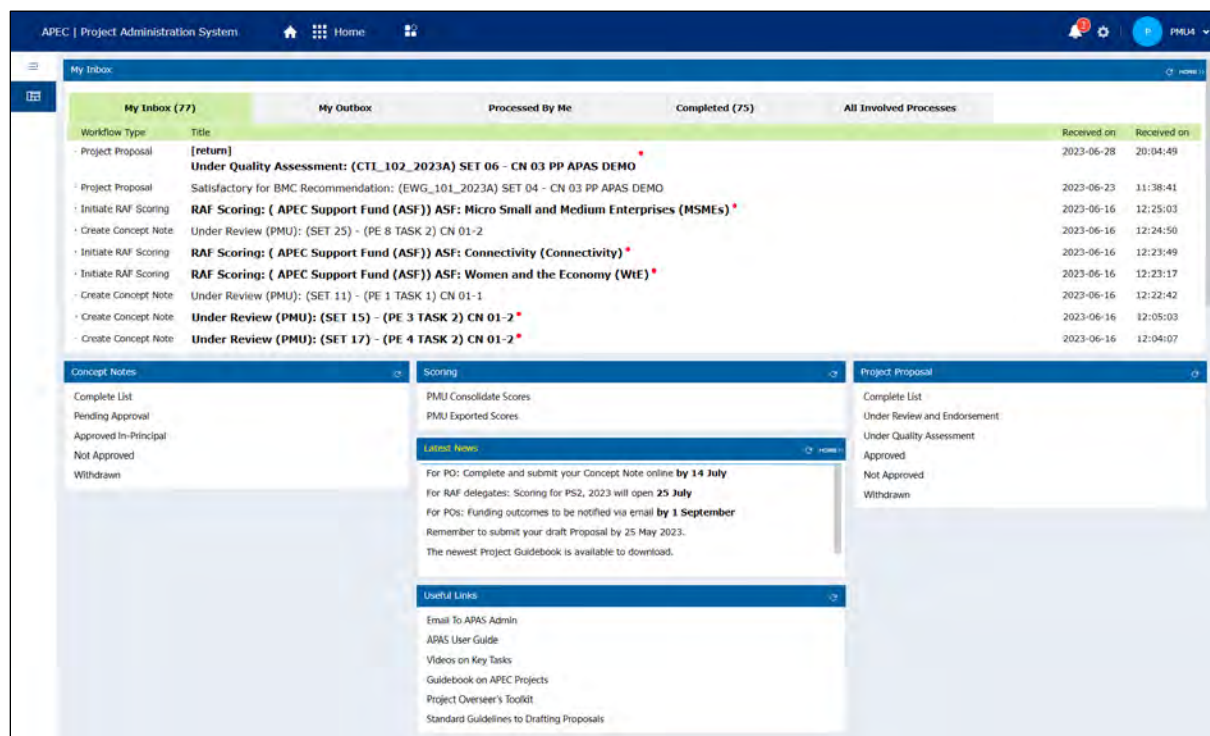 APEC | Project Administration System
Home
2
P
PMU4
My Inbox
HOME
My Inbox (77)
My Outbox
Processed By Me
Completed (75)
All Involved Processes
Workflow Type Title Received on Received on
Project Proposal [return]
Under Quality Assessment: (CTI_102_2023A) SET 06 - CN 03 PP APAS DEMO 2023-06-28 20:04:49
Project Proposal Satisfactory for BMC Recommendation: (EWG_101_2023A) SET 04 - CN 03 PP APAS DEMO 2023-06-23 11:38:41
Initiate RAF Scoring RAF Scoring: ( APEC Support Fund (ASF)) ASF: Micro Small and Medium Enterprises (MSMEs) 2023-06-16 12:25:03
Create Concept Note Under Review (PMU): (SET 25) - (PE 8 TASK 2) CN 01-2 2023-06-16 12:24:50
Initiate RAF Scoring RAF Scoring: ( APEC Support Fund (ASF)) ASF: Connectivity (Connectivity) 2023-06-16 12:23:49
Initiate RAF Scoring RAF Scoring: ( APEC Support Fund (ASF)) ASF: Women and the Economy (WtE) 2023-06-16 12:23:17
Create Concept Note Under Review (PMU): (SET 11) - (PE 1 TASK 1) CN 01-1 2023-06-16 12:22:42
Create Concept Note Under Review (PMU): (SET 15) - (PE 3 TASK 2) CN 01-2 2023-06-16 12:05:03
Create Concept Note Under Review (PMU): (SET 17) - (PE 4 TASK 2) CN 01-2 2023-06-16 12:04:07
Concept Notes
Complete List
Pending Approval
Approved In-Principal
Not Approved
Withdrawn
Scoring
PMU Consolidate Scores
PMU Exported Scores
Latest News
HOME
For PO: Complete and submit your Concept Note online by 14 July
For RAF delegates: Scoring for PS2, 2023 will open 25 July
For POs: Funding outcomes to be notified via email by 1 September
Remember to submit your draft Proposal by 25 May 2023.
The newest Project Guidebook is available to download.
Useful Links
Email To APAS Admin
APAS User Guide
Videos on Key Tasks
Guidebook on APEC Projects
Project Overseer's Toolkit
Standard Guidelines to Drafting Proposals
Project Proposal
Complete List
Under Review and Endorsement
Under Quality Assessment
Approved
Not Approved
Withdrawn